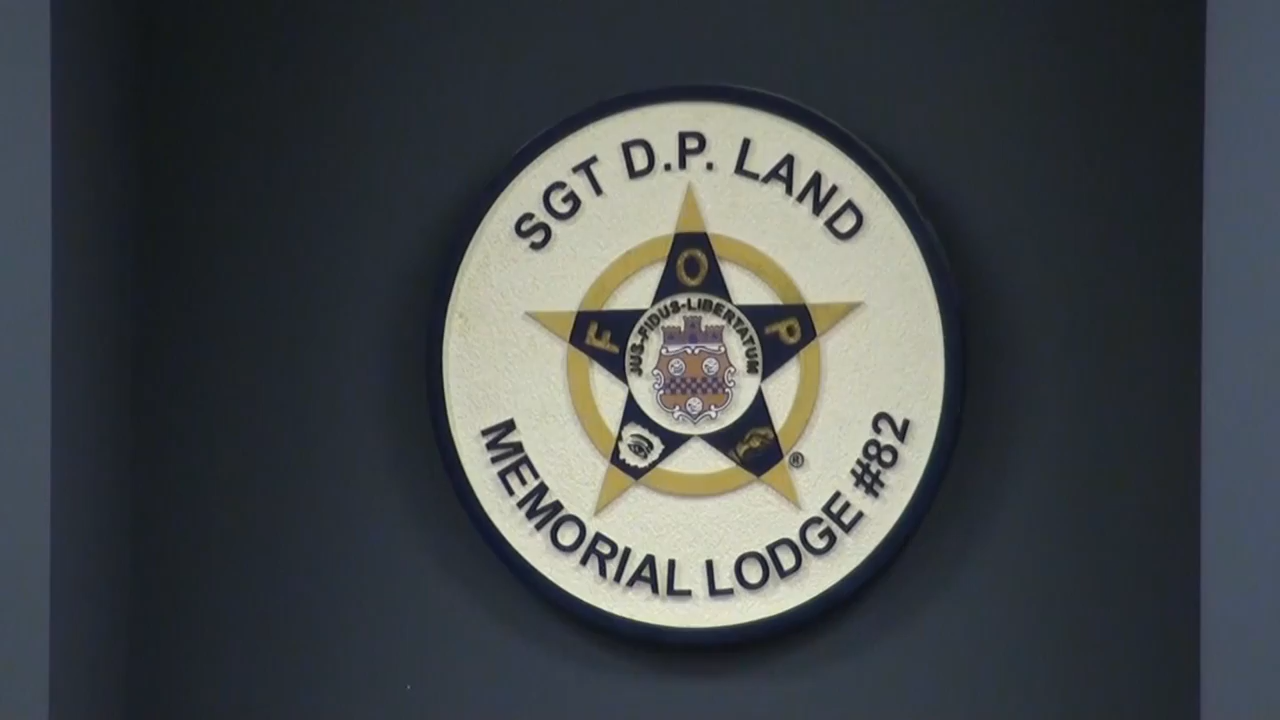 SGT D.P. LAND
F O P
JUS-FIDUS-LIBERTATUM
®
MEMORIAL LODGE #82